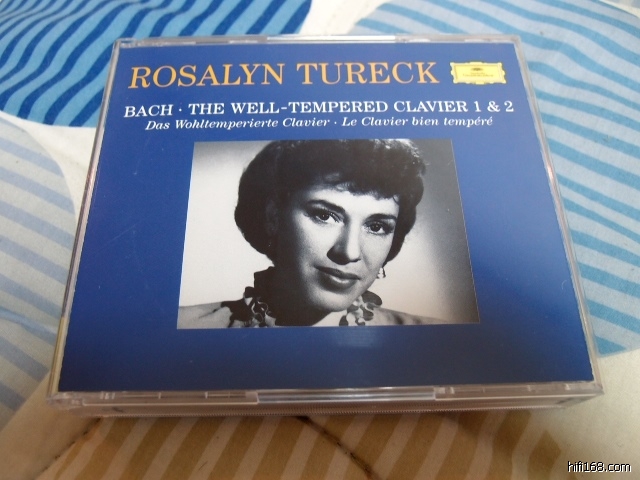 ROSALYN TURECK
BACH · THE WELL-TEMPERED CLAVIER 1 & 2
Das Wohltemperierte Clavier · Le Clavier bien tempéré
hifi168.com